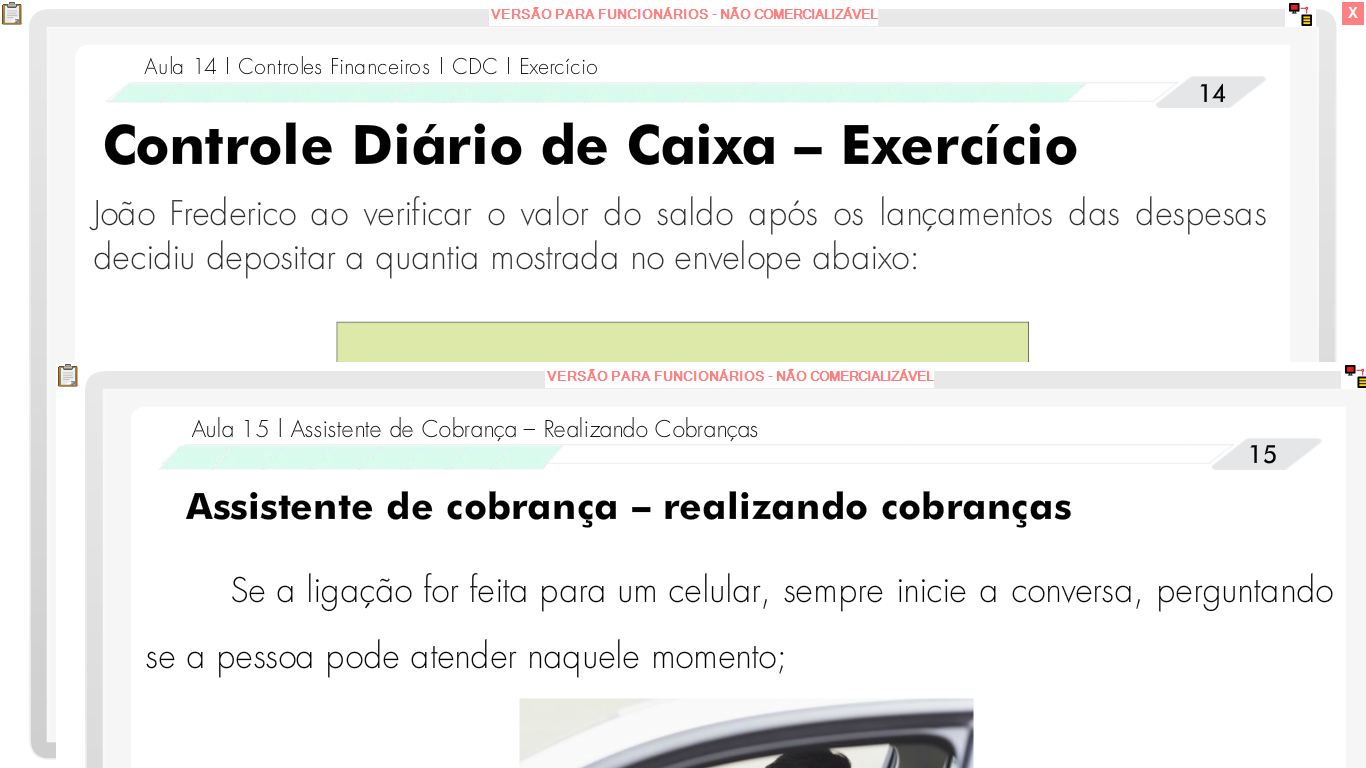 VERSÃO PARA FUNCIONÁRIOS - NÃO COMERCIALIZÁVEL
X
Aula 14 | Controles Financeiros | CDC | Exercício
14
Controle Diário de Caixa – Exercício
João Frederico ao verificar o valor do saldo após os lançamentos das despesas
decidiu depositar a quantia mostrada no envelope abaixo:
VERSÃO PARA FUNCIONÁRIOS - NÃO COMERCIALIZÁVEL
Aula 15 | Assistente de Cobrança – Realizando Cobranças
15
Assistente de cobrança – realizando cobranças
Se a ligação for feita para um celular, sempre inicie a conversa, perguntando
se a pessoa pode atender naquele momento;